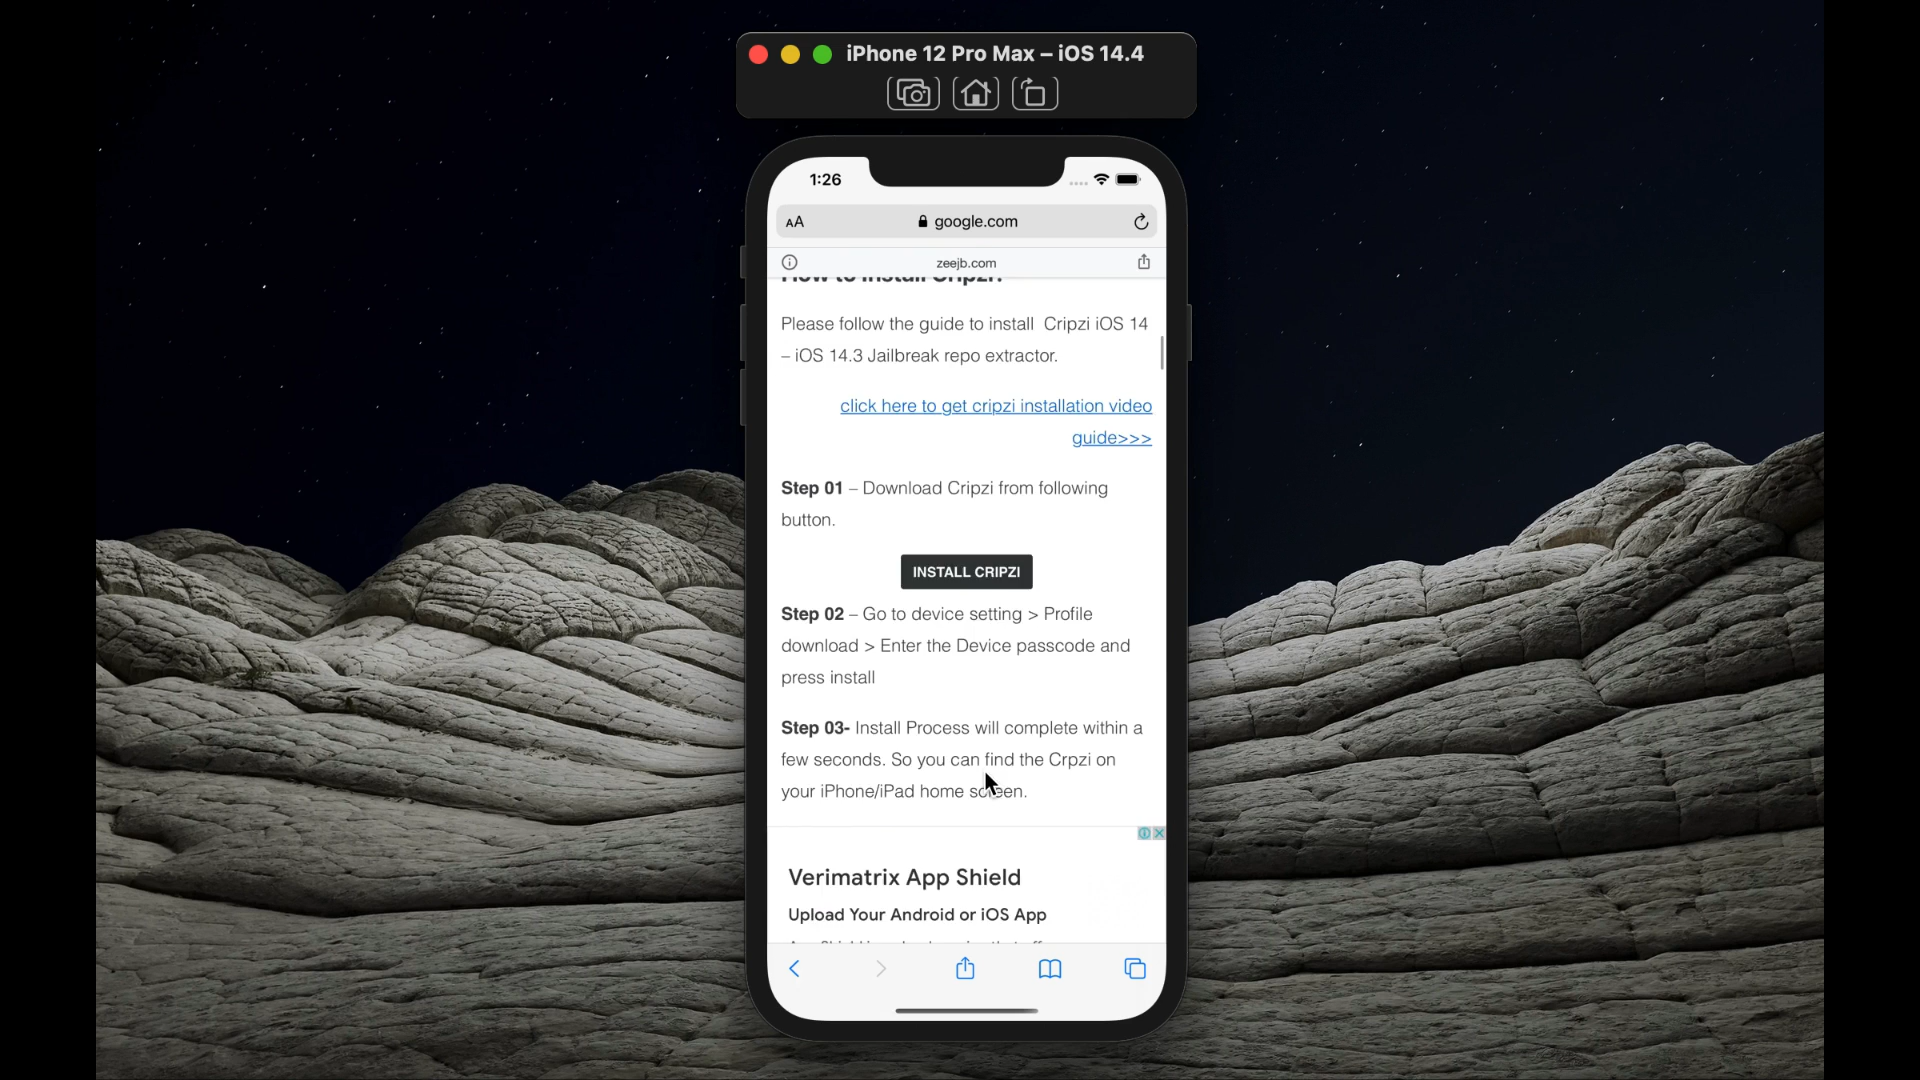 iPhone 12 Pro Max – iOS 14.4
1:26
AA
google.com
zeejb.com
How to Install Cripzi?
Please follow the guide to install Cripzi iOS 14
– iOS 14.3 Jailbreak repo extractor.
click here to get cripzi installation video
guide>>>
Step 01 – Download Cripzi from following
button.
INSTALL CRIPZI
Step 02 – Go to device setting > Profile
download > Enter the Device passcode and
press install
Step 03- Install Process will complete within a
few seconds. So you can find the Crpzi on
your iPhone/iPad home screen.
Verimatrix App Shield
Upload Your Android or iOS App